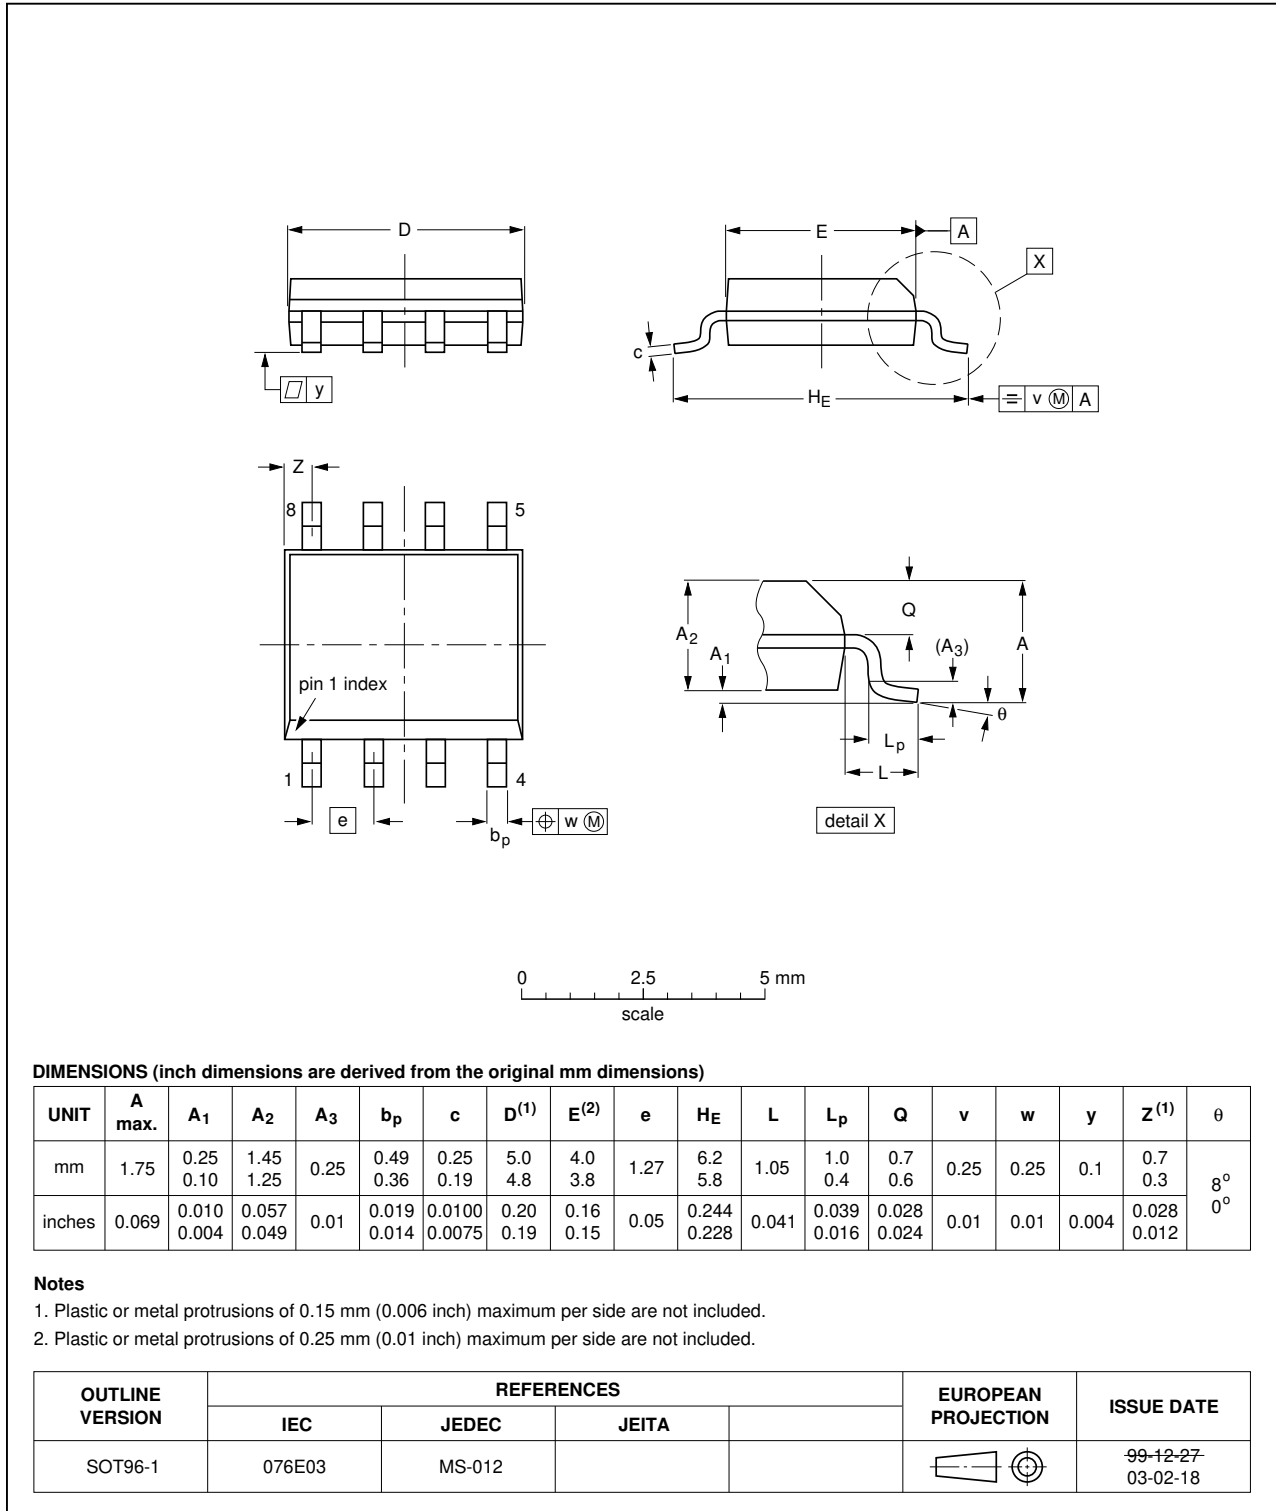 D
E
A
X
c
y
HE
v M A
Z
8
5
pin 1 index
1
4
e
bp
w M
A2
A1
Q
(A3)
A
θ
Lp
L
detail X
0 2.5 5 mm
scale
DIMENSIONS (inch dimensions are derived from the original mm dimensions)
UNIT A max. A1 A2 A3 bp c D(1) E(2) e HE L Lp Q v w y Z(1) θ
mm 1.75 0.25 0.10 1.45 1.25 0.25 0.49 0.36 0.25 0.19 5.0 4.8 4.0 3.8 1.27 6.2 5.8 1.05 1.0 0.4 0.7 0.6 0.25 0.25 0.1 0.7 0.3 8o 0o
inches 0.069 0.010 0.004 0.057 0.049 0.01 0.019 0.014 0.0100 0.0075 0.20 0.19 0.16 0.15 0.05 0.244 0.228 0.041 0.039 0.016 0.028 0.024 0.01 0.01 0.004 0.028 0.012
Notes
1. Plastic or metal protrusions of 0.15 mm (0.006 inch) maximum per side are not included.
2. Plastic or metal protrusions of 0.25 mm (0.01 inch) maximum per side are not included.
OUTLINE VERSION REFERENCES EUROPEAN PROJECTION ISSUE DATE
IEC JEDEC JEITA
SOT96-1 076E03 MS-012 99-12-27
03-02-18